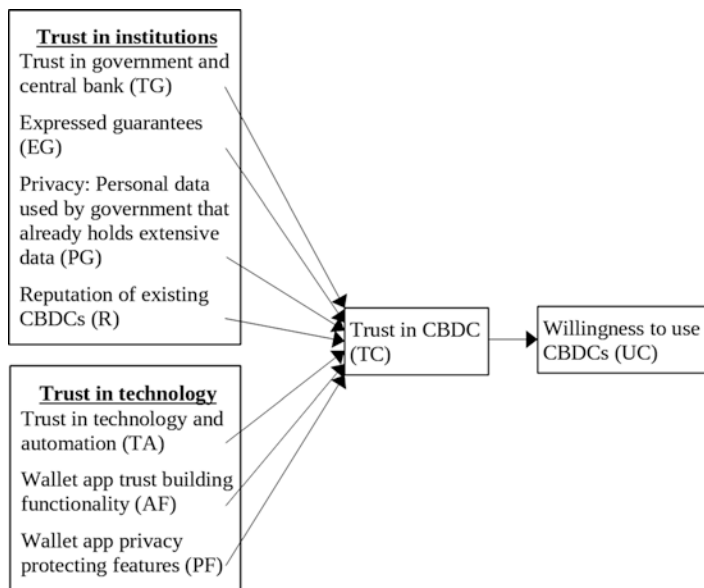 Trust in institutions
Trust in government and
central bank (TG)
Expressed guarantees
(EG)
Privacy: Personal data
used by government that
already holds extensive
data (PG)
Reputation of existing
CBDCs (R)
Trust in technology
Trust in technology and
automation (TA)
Wallet app trust building
functionality (AF)
Wallet app privacy
protecting features (PF)
Trust in CBDC
(TC)
Willingness to use
CBDCs (UC)